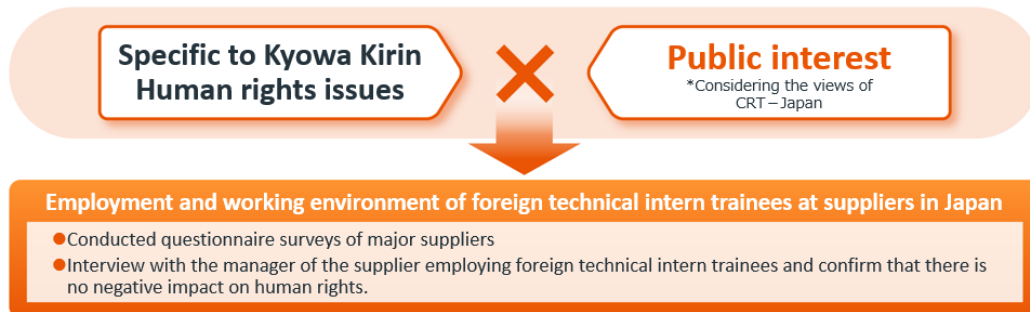 Specific to Kyowa Kirin
Human rights issues
Public interest
*Considering the views of
CRT－Japan
Employment and working environment of foreign technical intern trainees at suppliers in Japan
●Conducted questionnaire surveys of major suppliers
●Interview with the manager of the supplier employing foreign technical intern trainees and confirm that there is
no negative impact on human rights.